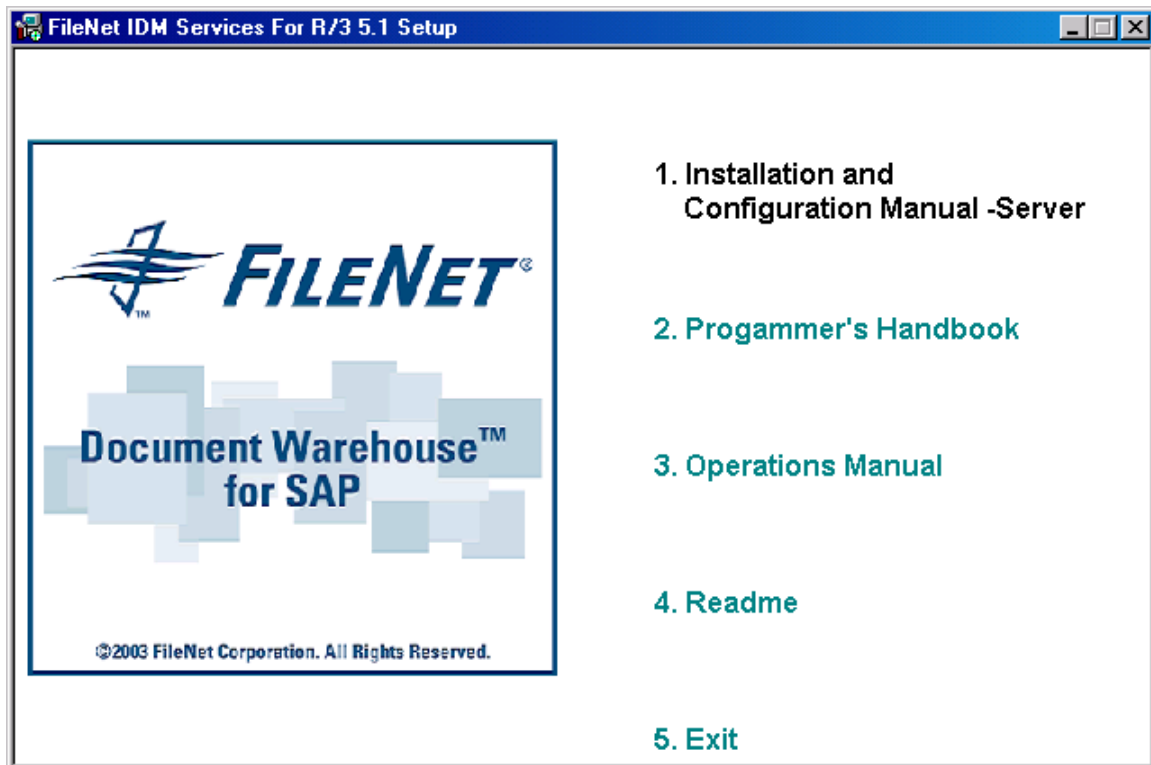 FileNet IDM Services For R/3 5.1 Setup
FILENET®
TM
Document Warehouse™
for SAP
©2003 FileNet Corporation. All Rights Reserved.
1. Installation and
Configuration Manual -Server
2. Progammer's Handbook
3. Operations Manual
4. Readme
5. Exit